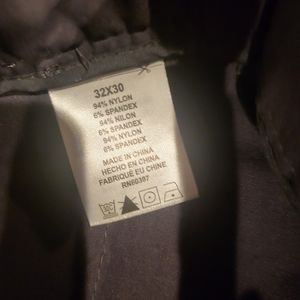 32X30
94% NYLON
6% SPANDEX
94% NILON
6% SPANDEX
94% NYLON
6% SPANDEX
MADE IN CHINA
HECHO EN CHINA
FABRIQUE EU CHINE
RN60397